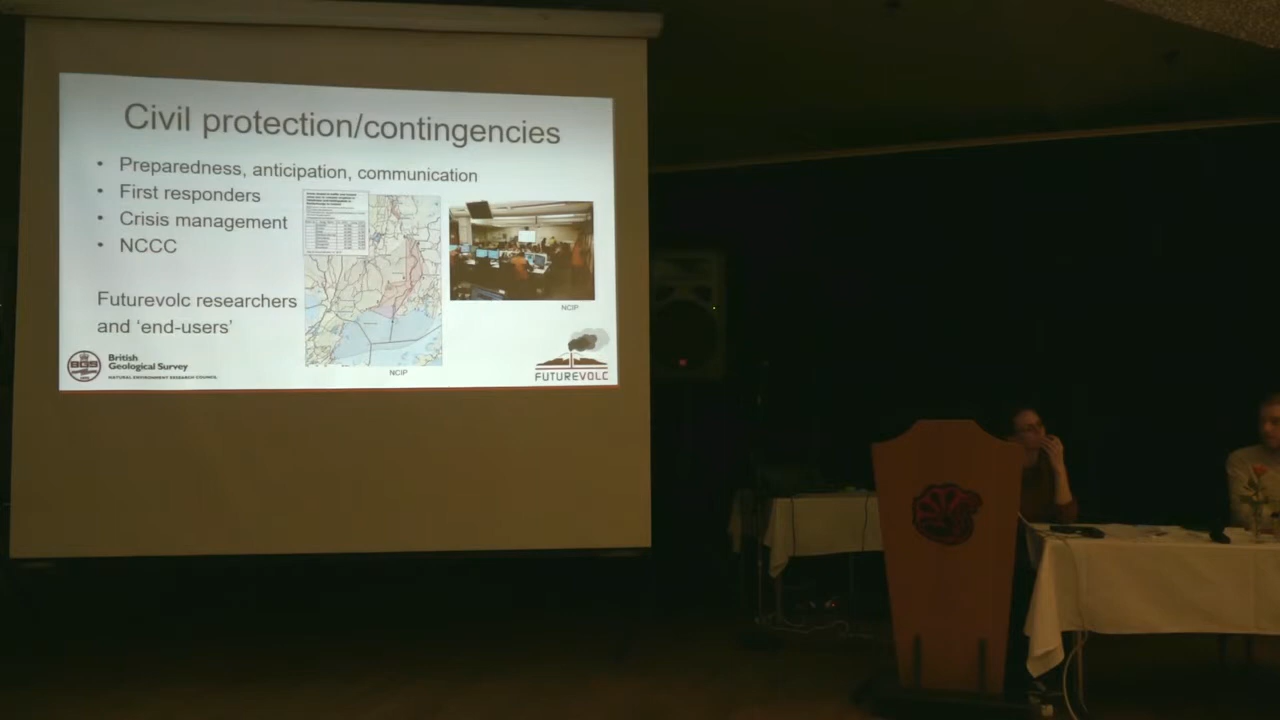 Civil protection/contingencies
• Preparedness, anticipation, communication
• First responders
• Crisis management
• NCCC
Futurevolc researchers
and ‘end-users’
NCIP
NCIP
BGS
British
Geological Survey
NATURAL ENVIRONMENT RESEARCH COUNCIL
FUTUREVOLC